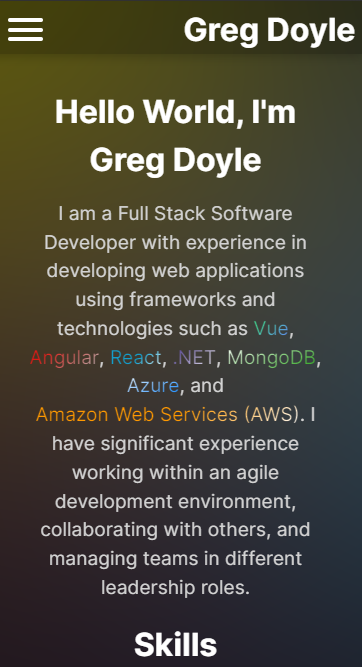 Greg Doyle
Hello World, I'm
Greg Doyle
I am a Full Stack Software
Developer with experience in
developing web applications
using frameworks and
technologies such as Vue,
Angular, React, .NET, MongoDB,
Azure, and
Amazon Web Services (AWS). I
have significant experience
working within an agile
development environment,
collaborating with others, and
managing teams in different
leadership roles.
Skills